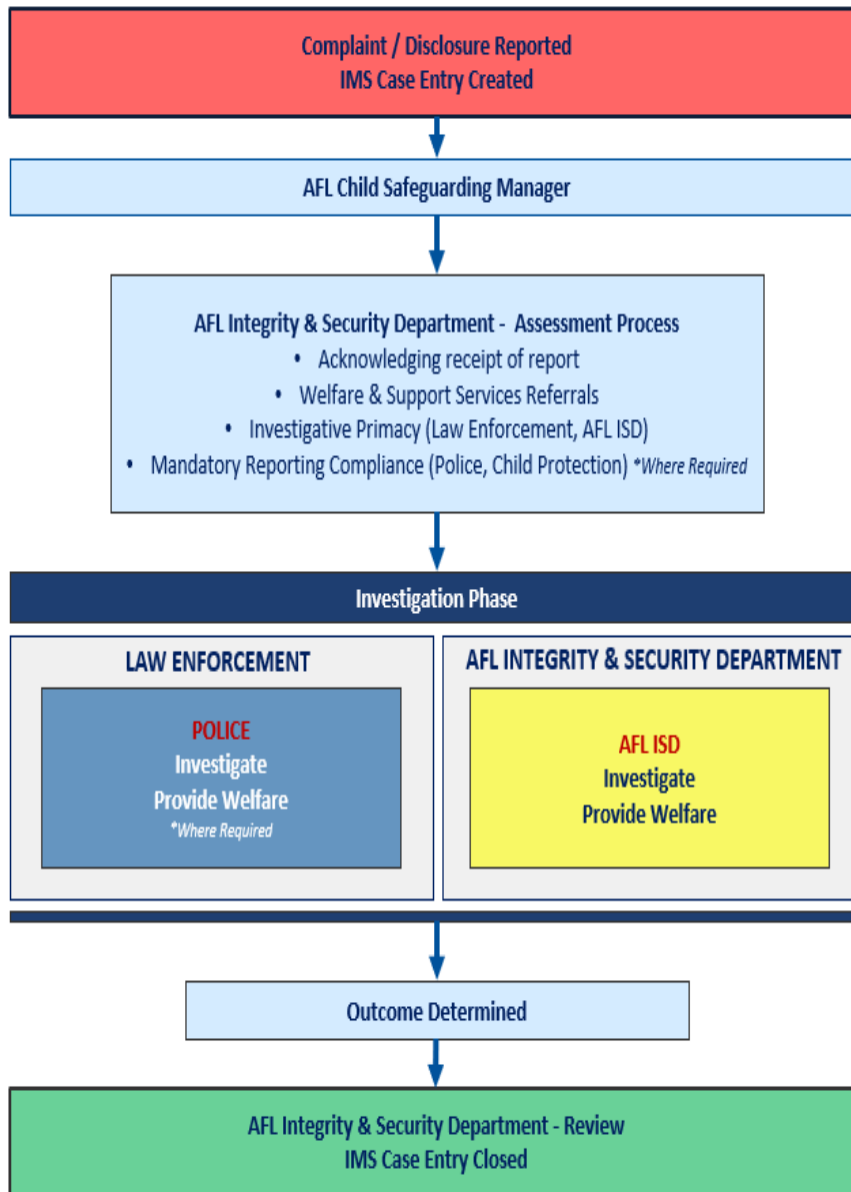 Complaint / Disclosure Reported
IMS Case Entry Created
AFL Child Safeguarding Manager
AFL Integrity & Security Department - Assessment Process
• Acknowledging receipt of report
• Welfare & Support Services Referrals
• Investigative Primacy (Law Enforcement, AFL ISD)
• Mandatory Reporting Compliance (Police, Child Protection) *Where Required
Investigation Phase
LAW ENFORCEMENT
POLICE
Investigate
Provide Welfare
*Where Required
AFL INTEGRITY & SECURITY DEPARTMENT
AFL ISD
Investigate
Provide Welfare
Outcome Determined
AFL Integrity & Security Department - Review
IMS Case Entry Closed